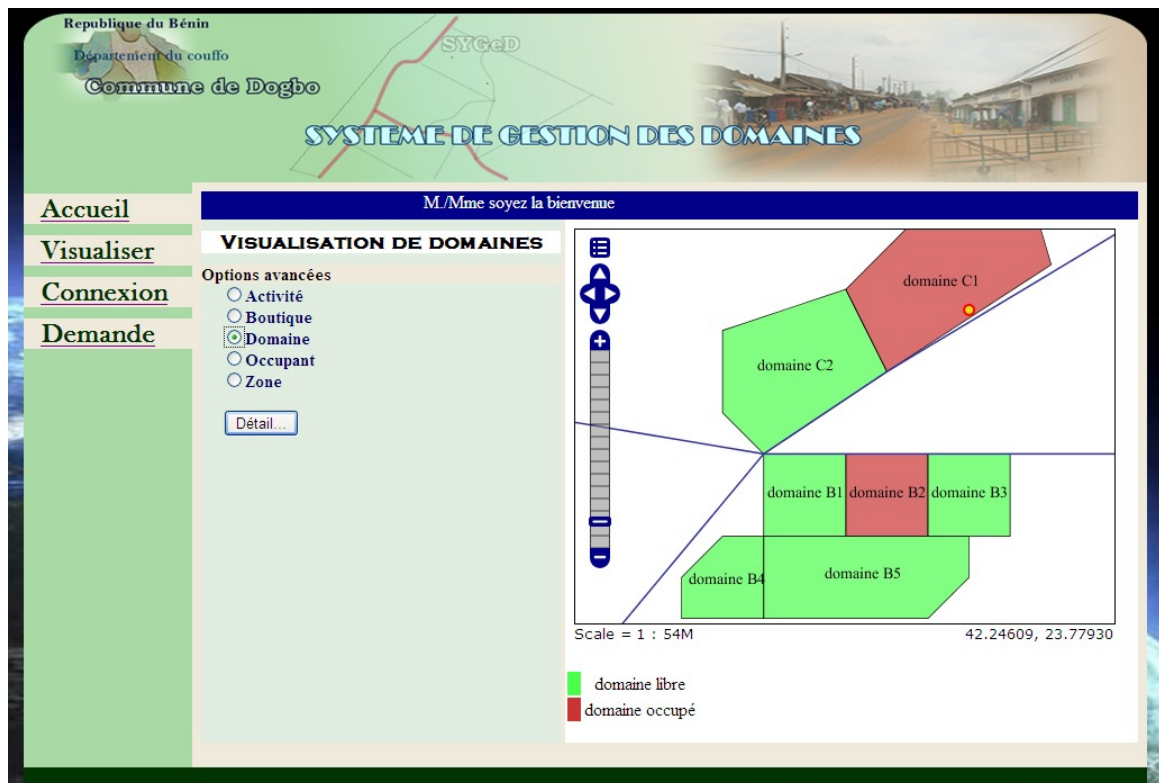 Republique du Bénin
Département du couffo
Commune de Dogbo
SYGeD
SYSTEME DE GESTION DES DOMAINES
Accueil
Visualiser
Connexion
Demande
M./Mme soyez la bienvenue
VISUALISATION DE DOMAINES
Options avancées
Activité
Boutique
Domaine
Occupant
Zone
Détail...
domaine C1
domaine C2
domaine B1 domaine B2 domaine B3
domaine B4 domaine B5
Scale = 1 : 54M 42.24609, 23.77930
domaine libre
domaine occupé